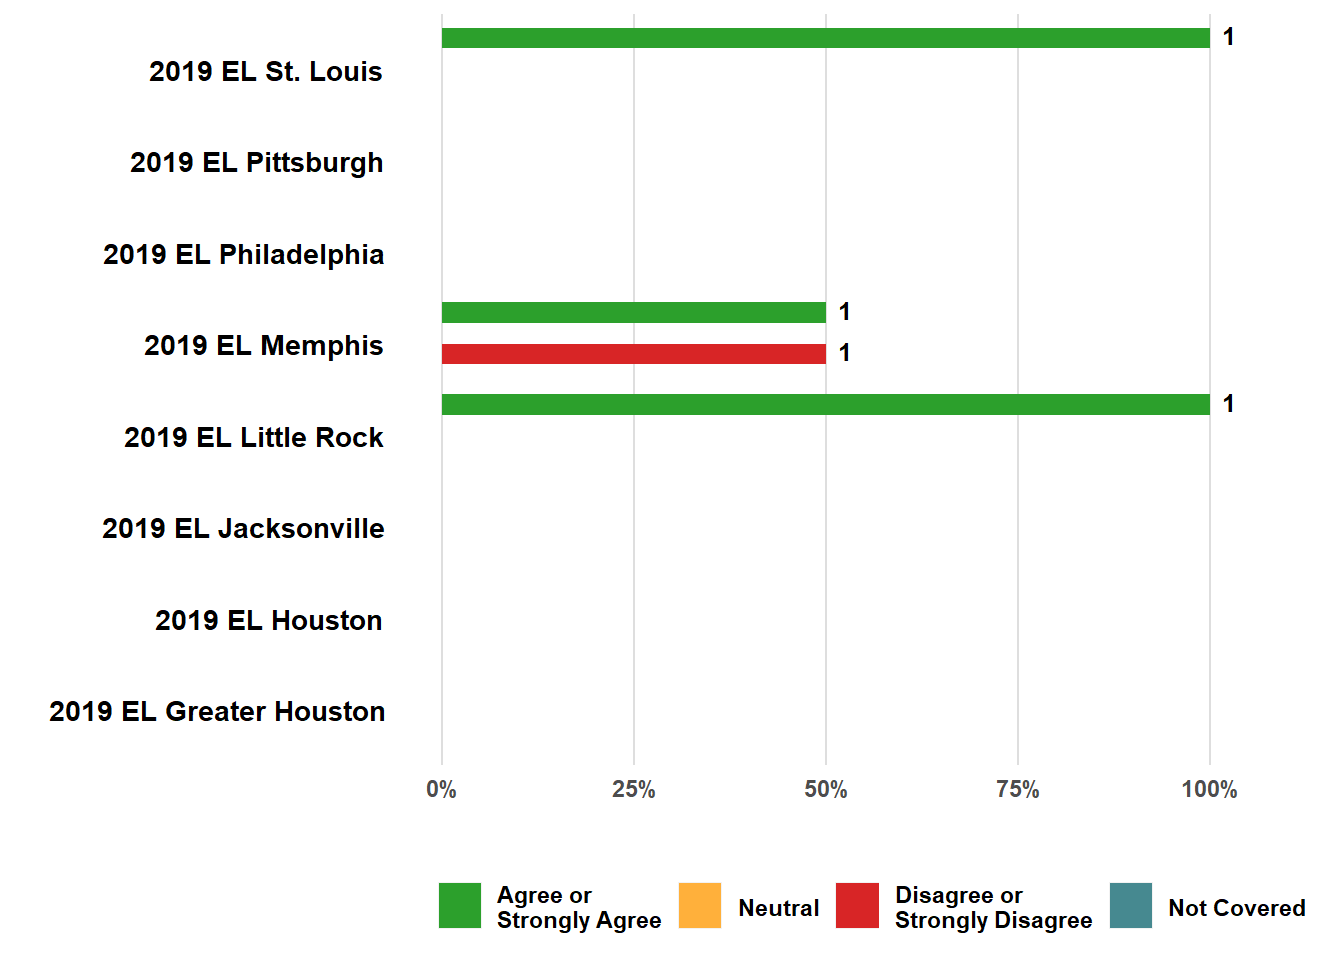 1
2019 EL St. Louis
2019 EL Pittsburgh
2019 EL Philadelphia
1
2019 EL Memphis
1
1
2019 EL Little Rock
2019 EL Jacksonville
2019 EL Houston
2019 EL Greater Houston
0% 25% 50% 75% 100%
Agree or
Strongly Agree
Neutral
Disagree or
Strongly Disagree
Not Covered